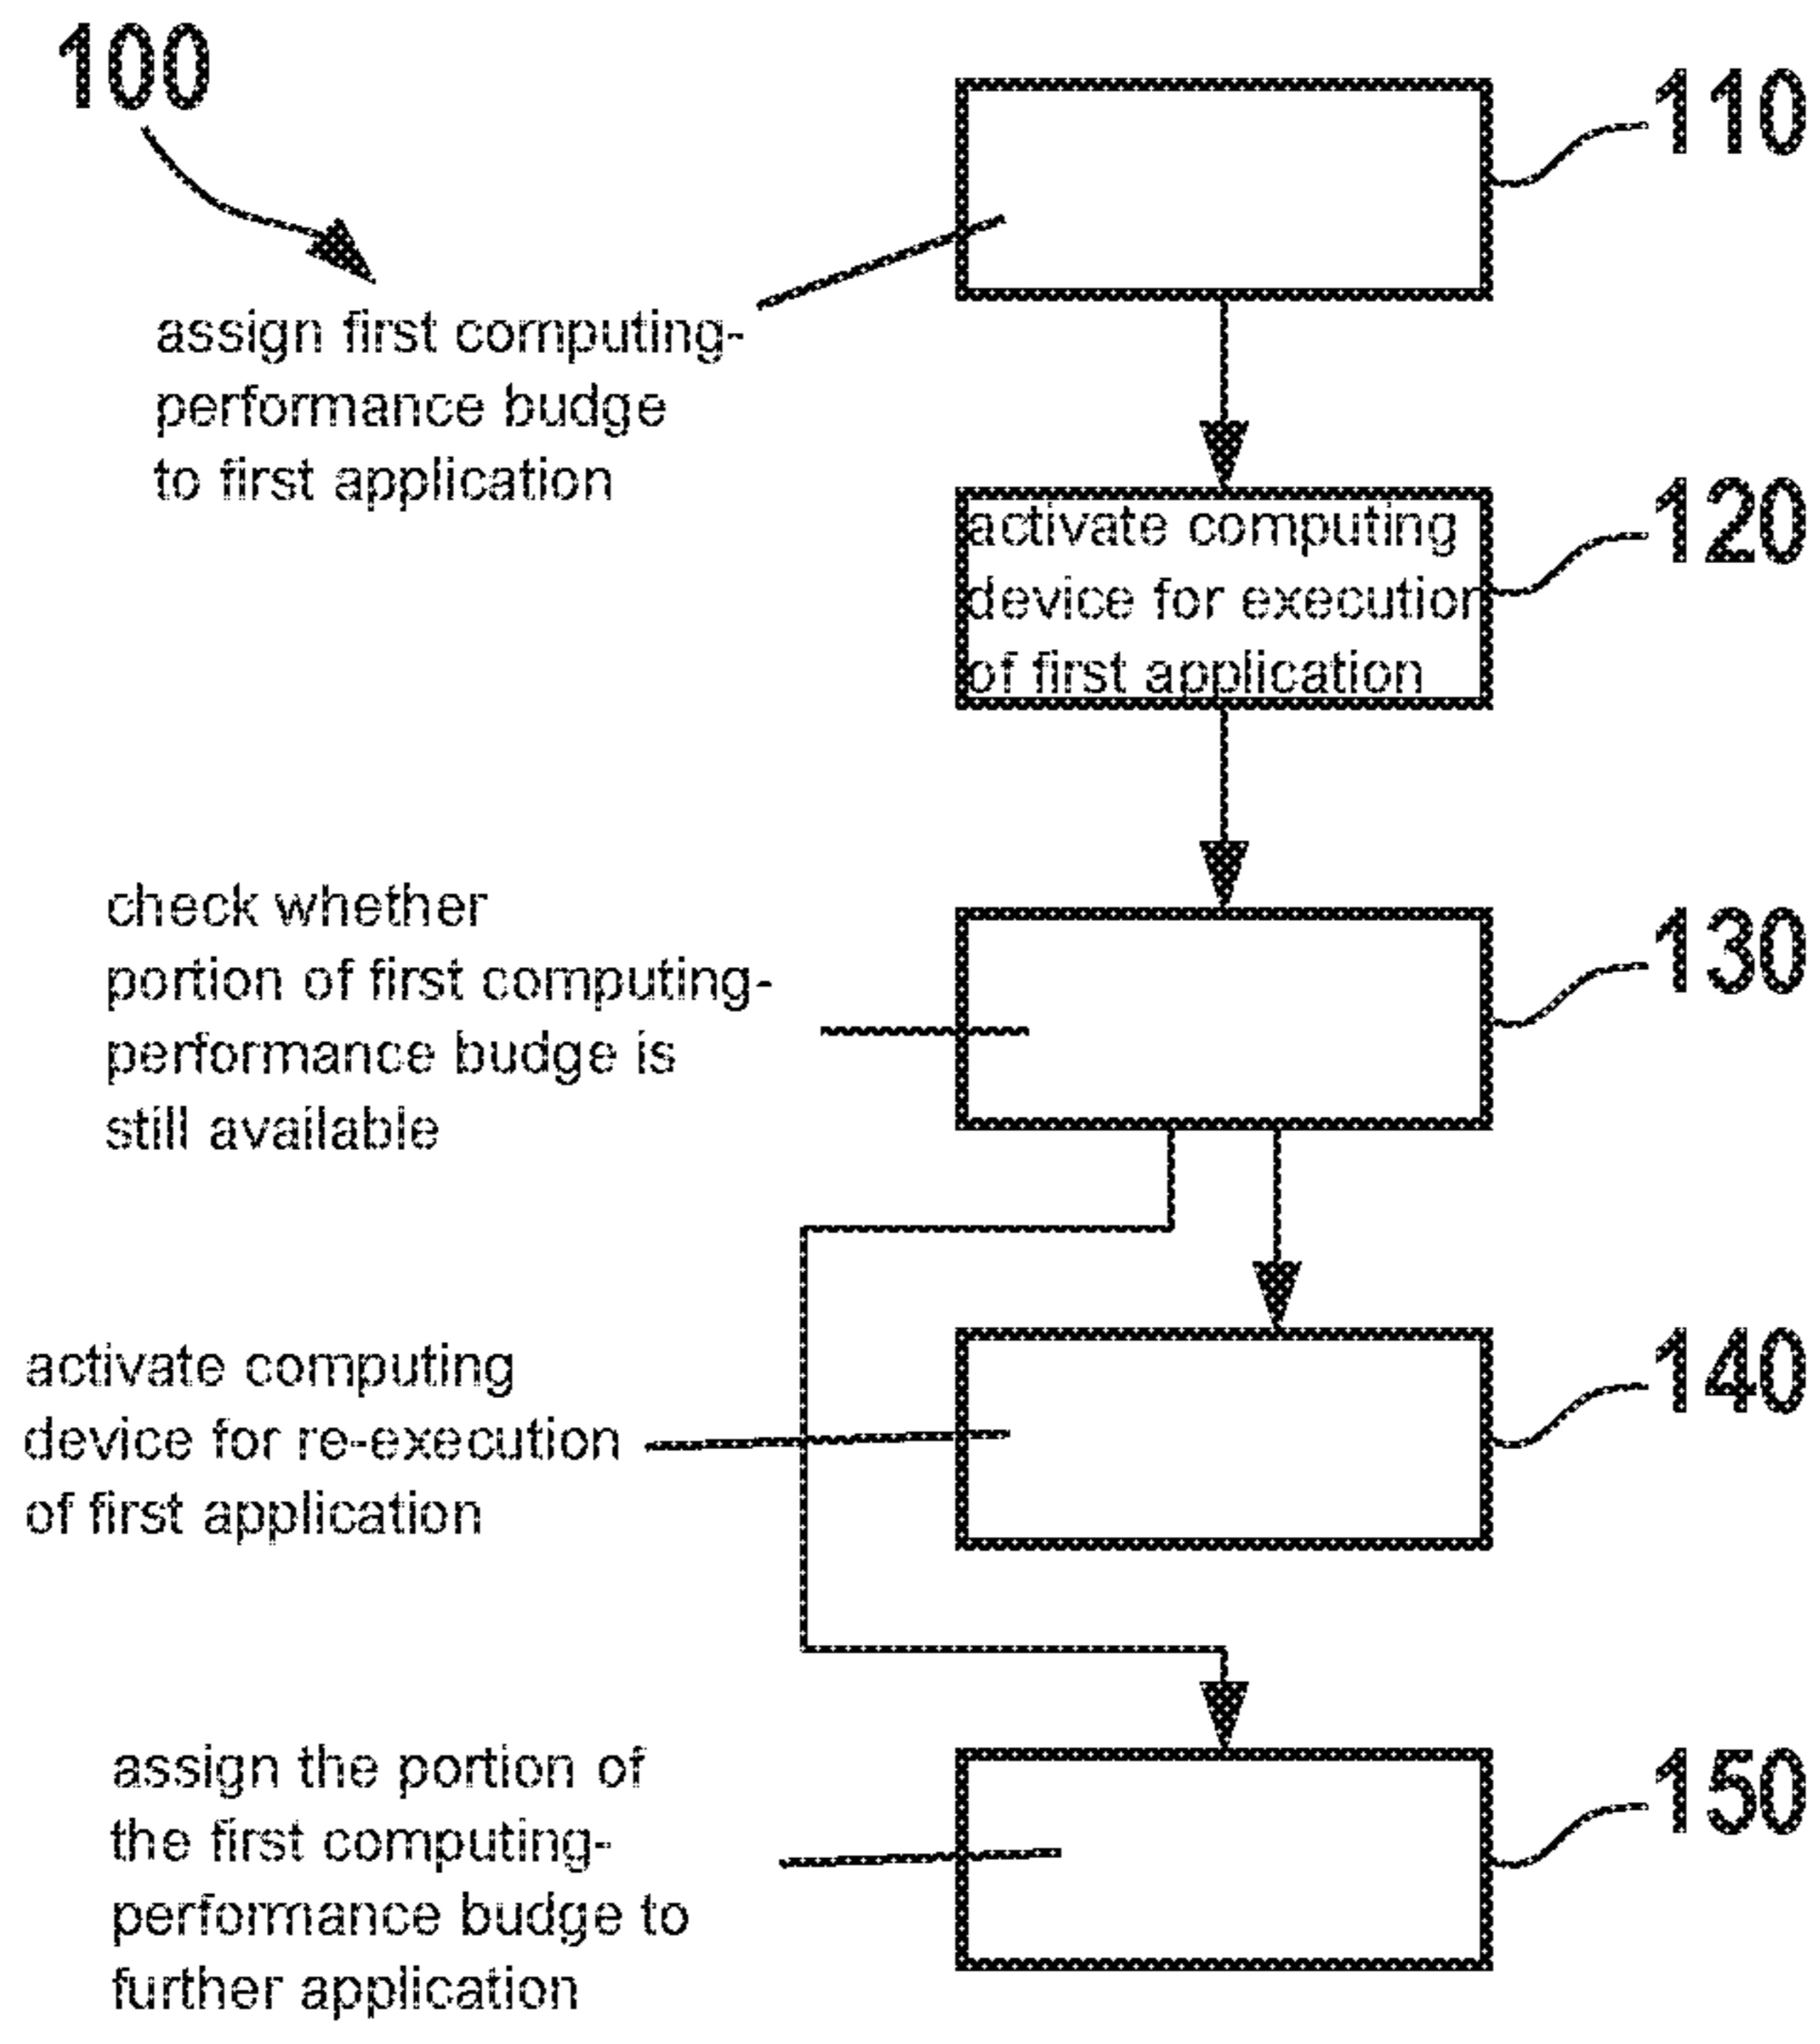 100
110
assign first computing-
performance budge
to first application
120
activate computing
device for execution
of first application
130
check whether
portion of first computing-
performance budge is
still available
140
activate computing
device for re-execution
of first application
150
assign the portion of
the first computing-
performance budge to
further application